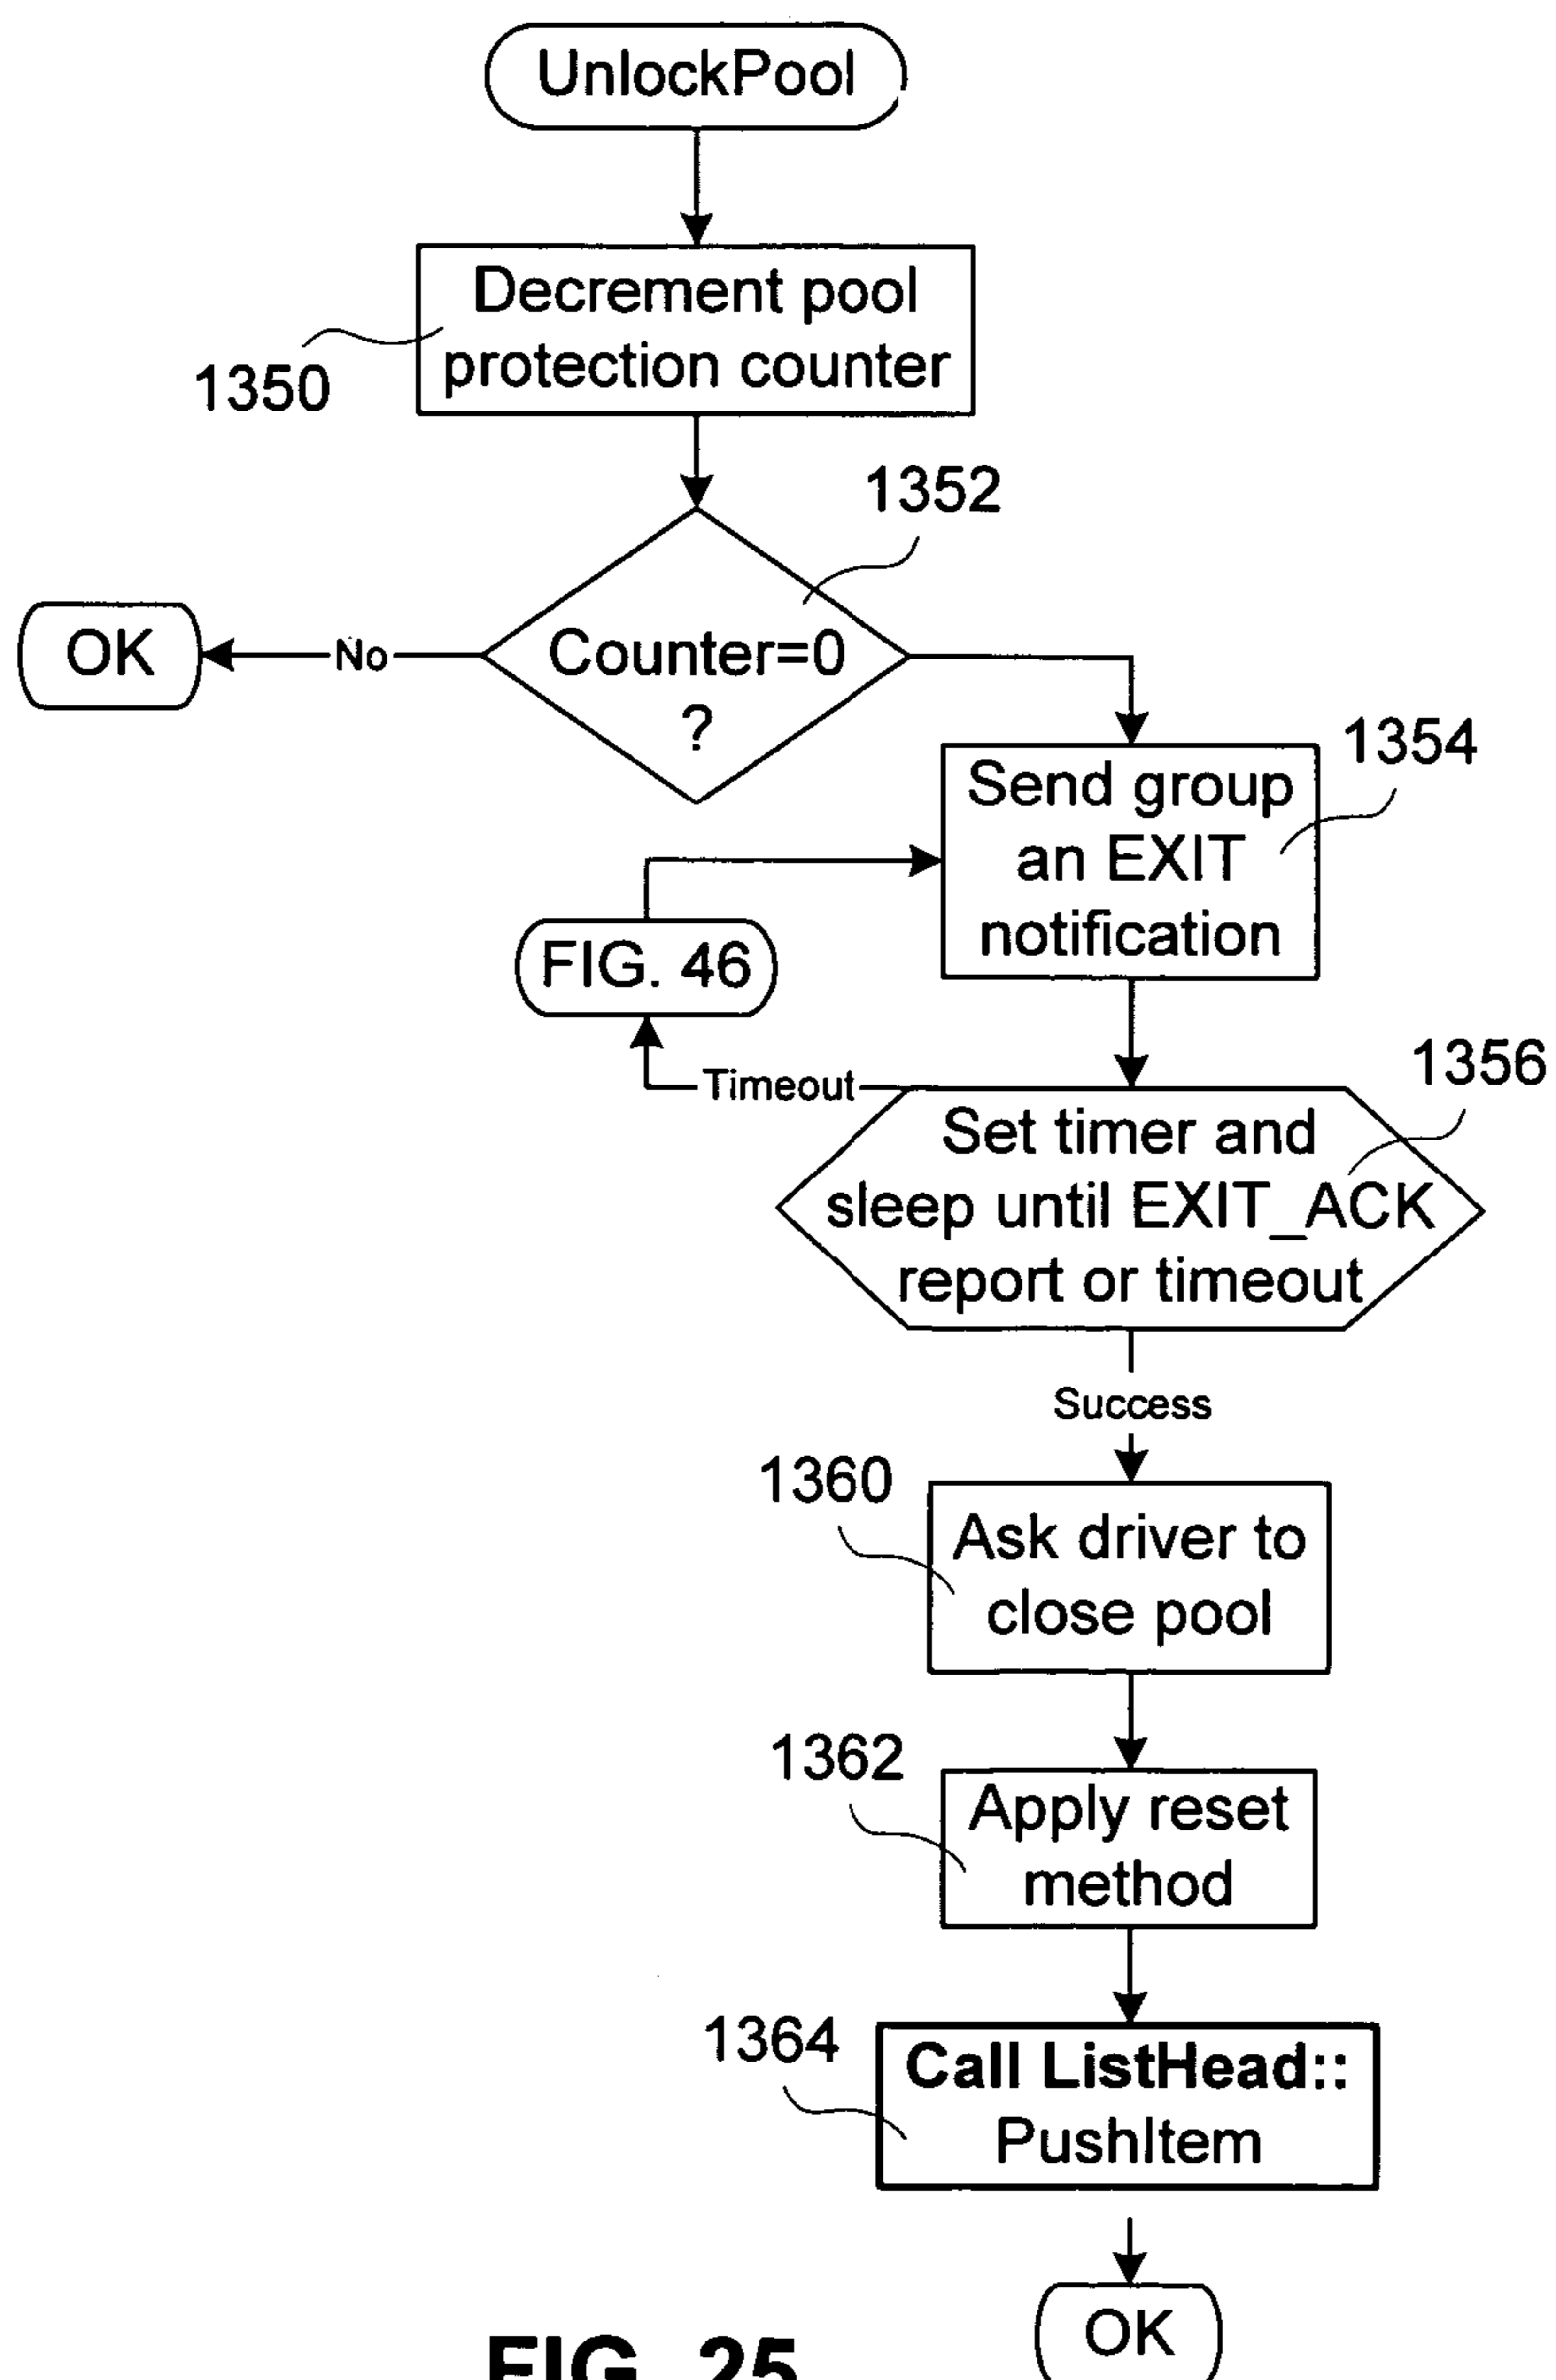 UnlockPool
Decrement pool
protection counter
1350
1352
Counter=0
?
No
OK
1354
Send group
an EXIT
notification
FIG. 46
Timeout
1356
Set timer and
sleep until EXIT_ACK
report or timeout
Success
1360
Ask driver to
close pool
1362
Apply reset
method
1364
Call ListHead::
PushItem
OK
FIG. 25